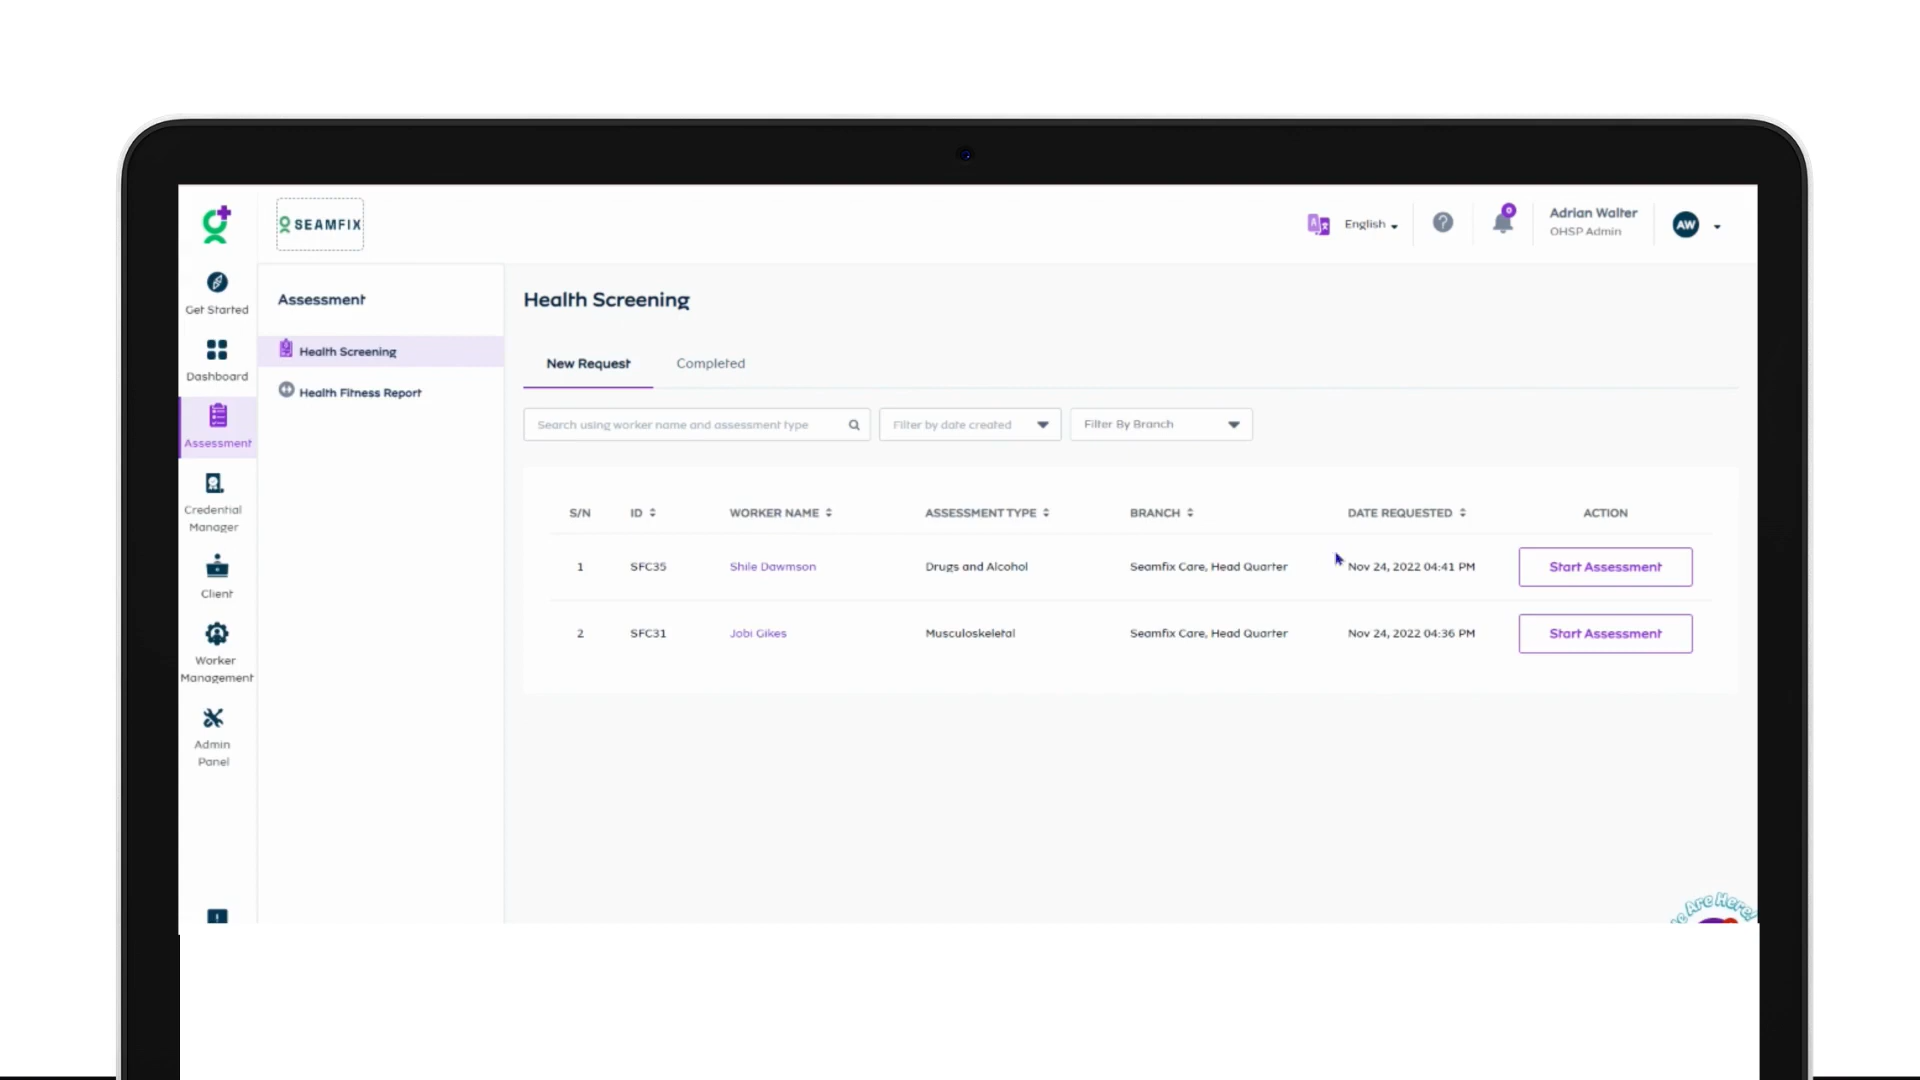 SEAMFIX
English
0
Adrian Walter
OHSP Admin
AW
Get Started
Dashboard
Assessment
Credential
Manager
Client
Worker
Management
Admin
Panel
Assessment
Health Screening
Health Fitness Report
Health Screening
New Request
Completed
Search using worker name and assessment type
Filter by date created
Filter By Branch
S/N ID WORKER NAME ASSESSMENT TYPE BRANCH DATE REQUESTED ACTION
1 SFC35 Shile Dawmson Drugs and Alcohol Seamfix Care, Head Quarter Nov 24, 2022 04:41 PM Start Assessment
2 SFC31 Jobi Gikes Musculoskeletal Seamfix Care, Head Quarter Nov 24, 2022 04:36 PM Start Assessment
Are Here!